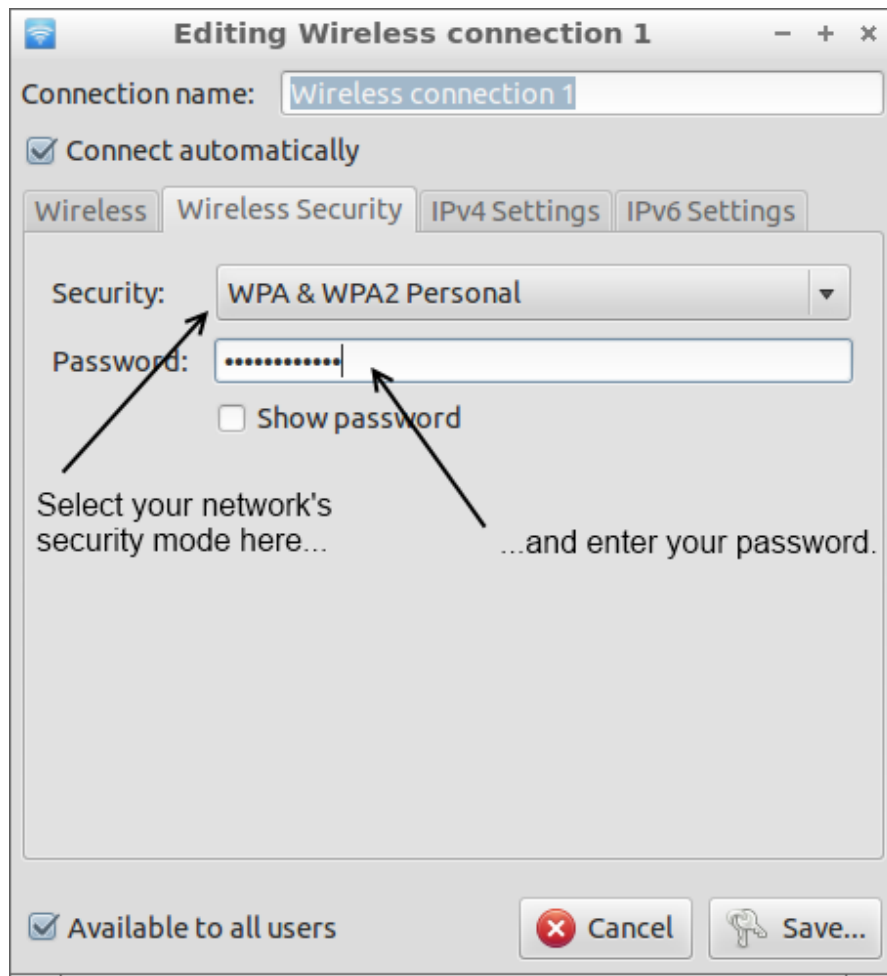 Editing Wireless connection 1
Connection name: Wireless connection 1
Connect automatically
Wireless Wireless Security IPv4 Settings IPv6 Settings
Security: WPA & WPA2 Personal
Password: ••••••••••••
Show password
Select your network's
security mode here...
...and enter your password.
Available to all users Cancel Save...